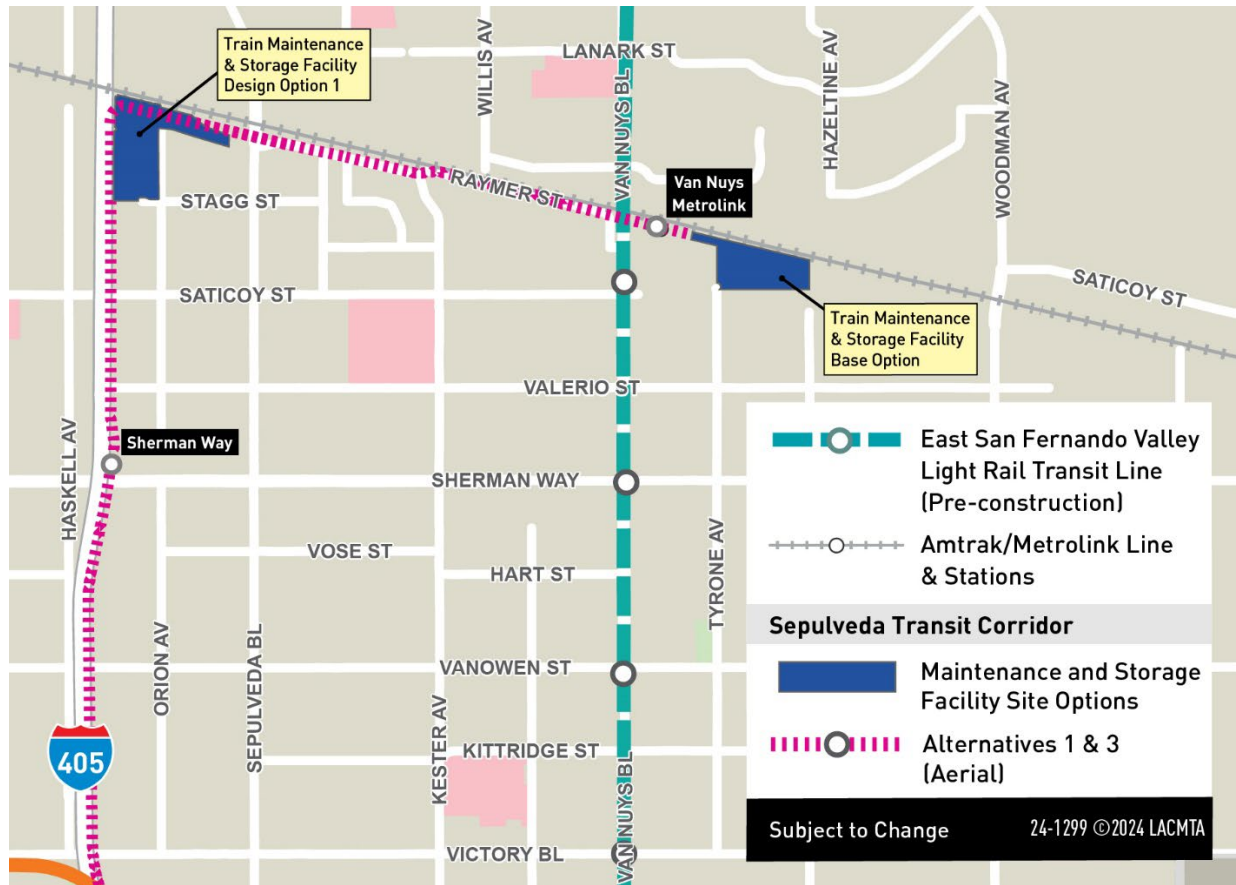 Train Maintenance
& Storage Facility
Design Option 1
WILLIS AV
LANARK ST
VAN NUYS BL
HAZELTINE AV
WOODMAN AV
RAYMER ST
Van Nuys
Metrolink
STAGG ST
SATICOY ST
SATICOY ST
Train Maintenance
& Storage Facility
Base Option
VALERIO ST
HASKELL AV
Sherman Way
SHERMAN WAY
VOSE ST
HART ST
TYRONE AV
ORION AV
SEPULVEDA BL
VANOWEN ST
KESTER AV
KITTRIDGE ST
405
VAN NUYS BL
VICTORY BL
East San Fernando Valley
Light Rail Transit Line
(Pre-construction)
Amtrak/Metrolink Line
& Stations
Sepulveda Transit Corridor
Maintenance and Storage
Facility Site Options
Alternatives 1 & 3
(Aerial)
Subject to Change
24-1299 ©2024 LACMTA